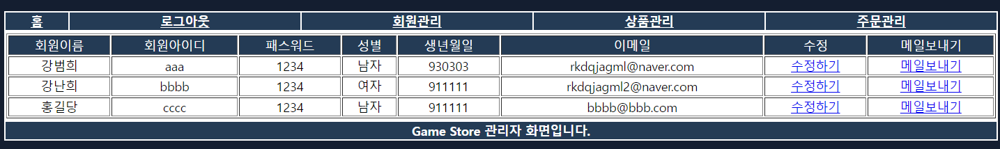 홈 로그아웃 회원관리 상품관리 주문관리
회원이름 회원아이디 패스워드 성별 생년월일 이메일 수정 메일보내기
강범희 aaa 1234 남자 930303 rkdqjagml@naver.com 수정하기 메일보내기
강난희 bbbb 1234 여자 911111 rkdqjagml2@naver.com 수정하기 메일보내기
홍길당 cccc 1234 남자 911111 bbbb@bbb.com 수정하기 메일보내기
Game Store 관리자 화면입니다.